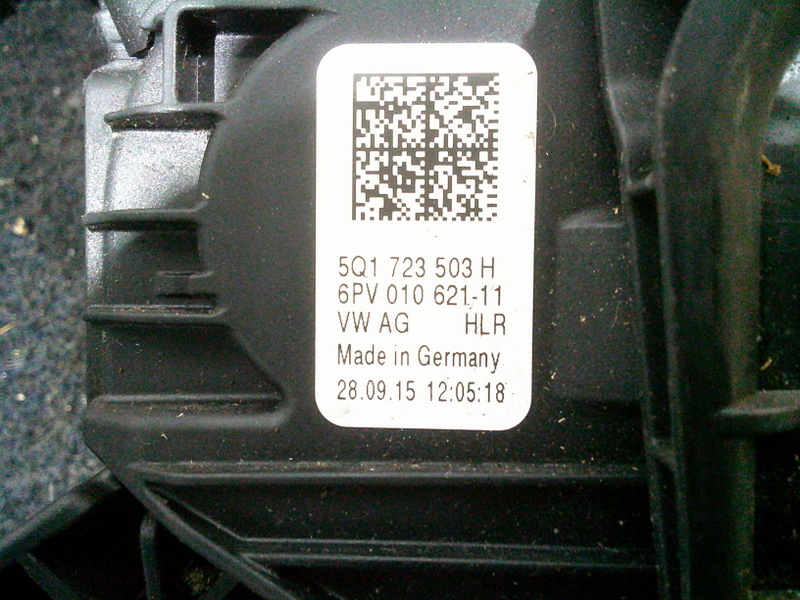 5Q1 723 503 H
6PV 010 621-11
VW AG HLR
Made in Germany
28.09.15 12:05:18